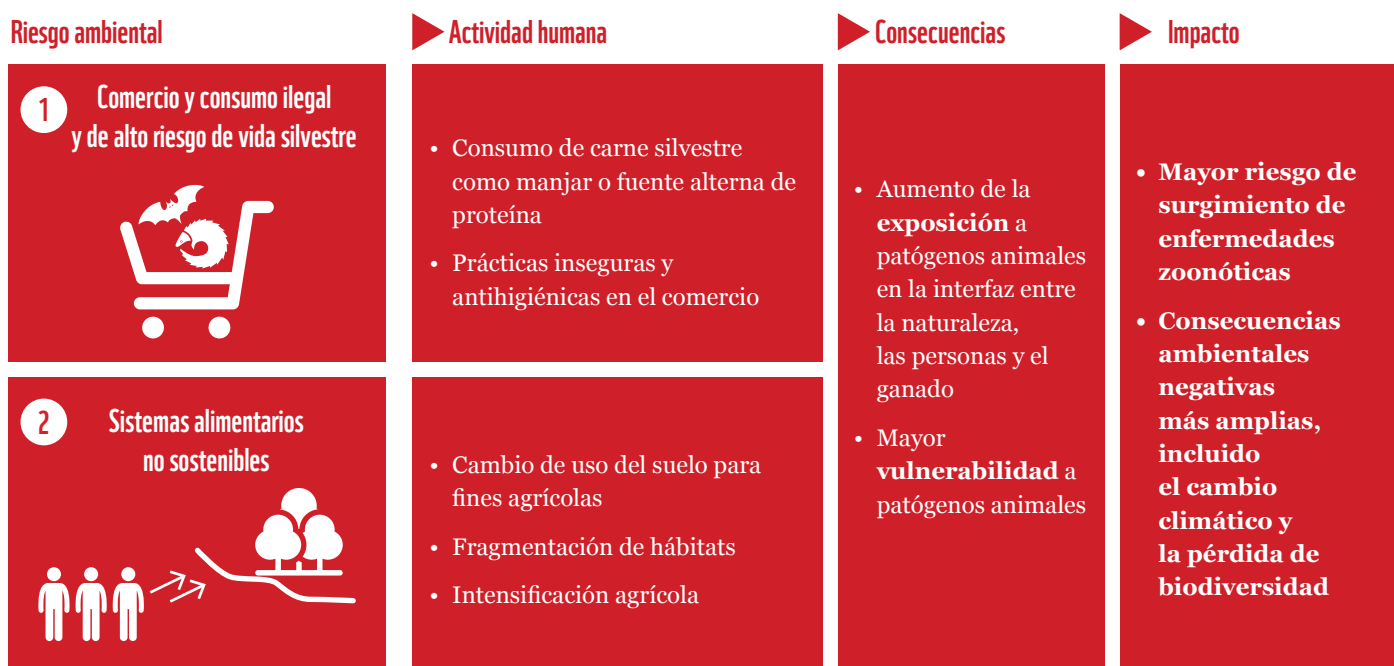 Riesgo ambiental
Actividad humana
Consecuencias
Impacto
1
Comercio y consumo ilegal
y de alto riesgo de vida silvestre
• Consumo de carne silvestre
como manjar o fuente alterna de
proteína
• Prácticas inseguras y
antihigiénicas en el comercio
2
Sistemas alimentarios
no sostenibles
• Cambio de uso del suelo para
fines agrícolas
• Fragmentación de hábitats
• Intensificación agrícola
• Aumento de la
exposición a
patógenos animales
en la interfaz entre
la naturaleza,
las personas y el
ganado
• Mayor
vulnerabilidad a
patógenos animales
• Mayor riesgo de
surgimiento de
enfermedades
zoonóticas
• Consecuencias
ambientales
negativas
más amplias,
incluido
el cambio
climático y
la pérdida de
biodiversidad